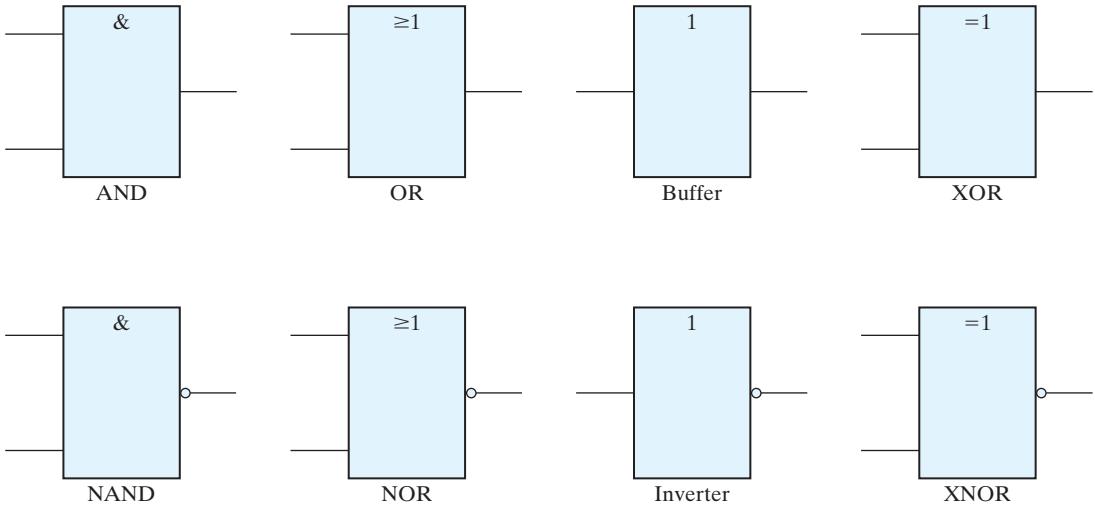 & ≥1 1 =1
AND OR Buffer XOR
& ≥1 1 =1
NAND NOR Inverter XNOR